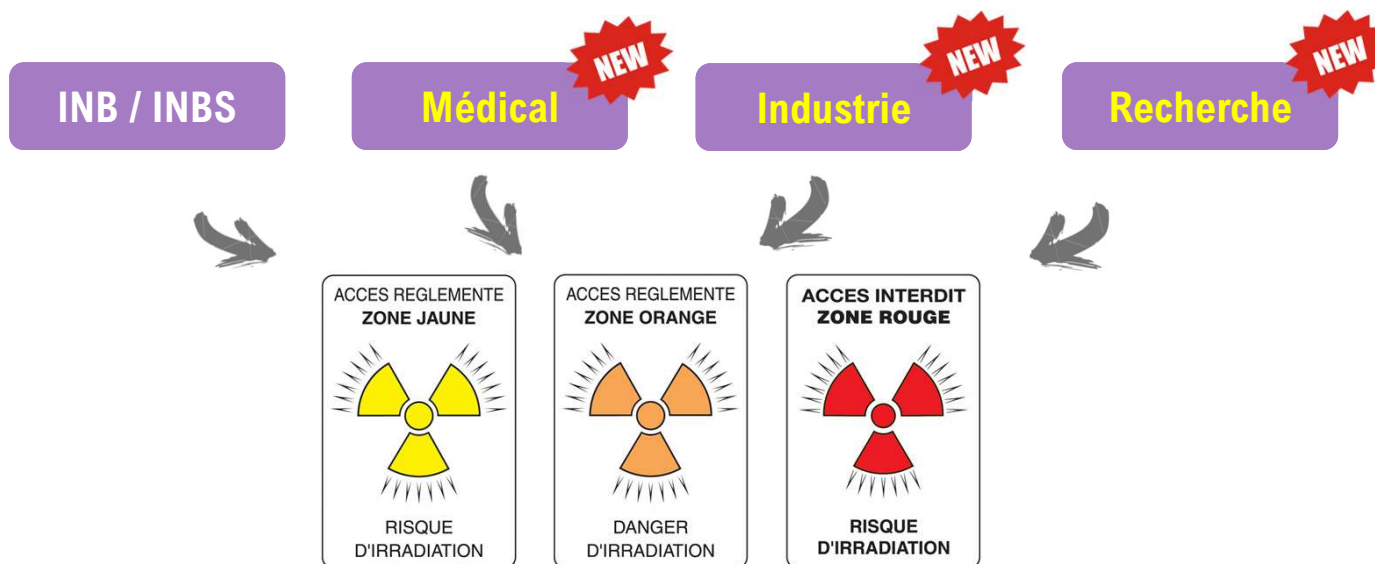 INB / INBS
Médical
NEW
Industrie
NEW
Recherche
NEW
ACCES REGLEMENTE
ZONE JAUNE
RISQUE
D'IRRADIATION
ACCES REGLEMENTE
ZONE ORANGE
DANGER
D'IRRADIATION
ACCES INTERDIT
ZONE ROUGE
RISQUE
D'IRRADIATION